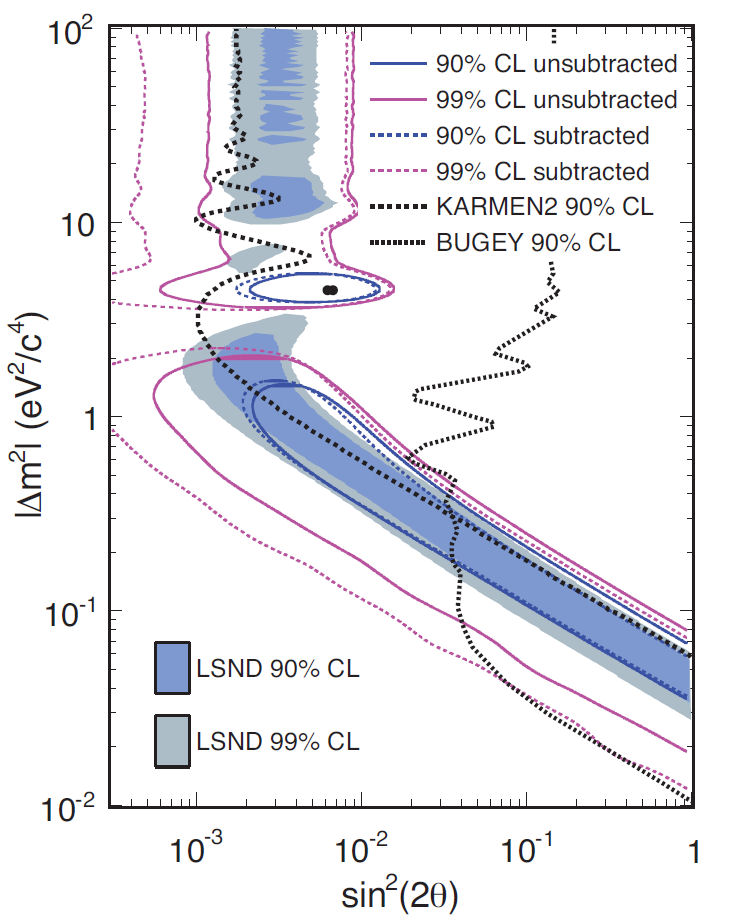 10²
10
1
10⁻¹
10⁻²
|Δm²| (eV²/c⁴)
90% CL unsubtracted
99% CL unsubtracted
90% CL subtracted
99% CL subtracted
KARMEN2 90% CL
BUGEY 90% CL
LSND 90% CL
LSND 99% CL
10⁻³ 10⁻² 10⁻¹ 1
sin²(2θ)